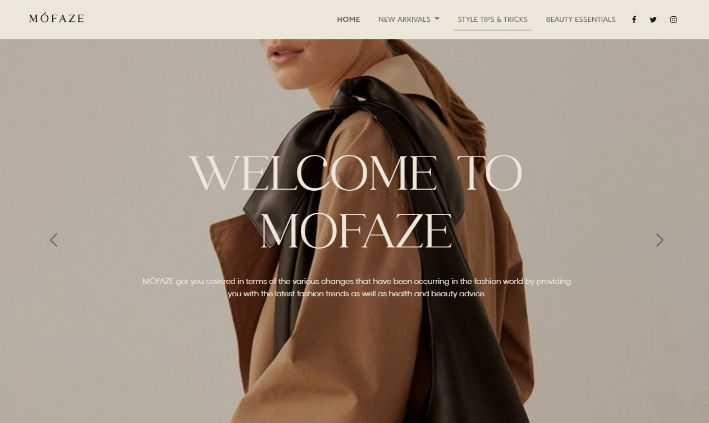 MÓFAZE
HOME NEW ARRIVALS STYLE TIPS & TRICKS BEAUTY ESSENTIALS
WELCOME TO
MOFAZE
MÓFAZE got you covered in terms of the various changes that have been occurring in the fashion world by providing
you with the latest fashion trends as well as health and beauty advice.